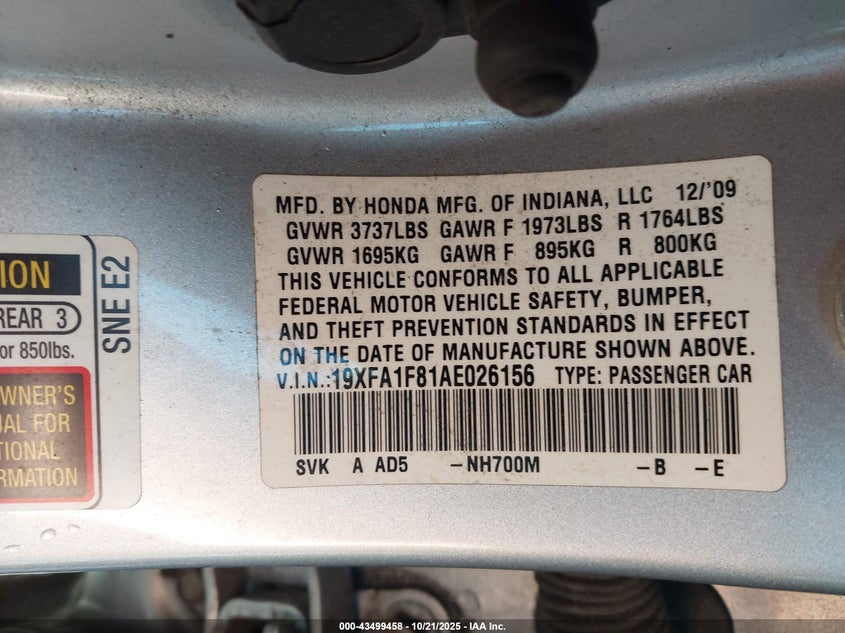 MFD. BY HONDA MFG. OF INDIANA, LLC 12/'09
GVWR 3737LBS GAWR F 1973LBS R 1764LBS
GVWR 1695KG GAWR F 895KG R 800KG
THIS VEHICLE CONFORMS TO ALL APPLICABLE
FEDERAL MOTOR VEHICLE SAFETY, BUMPER,
AND THEFT PREVENTION STANDARDS IN EFFECT
ON THE DATE OF MANUFACTURE SHOWN ABOVE.
V.I.N.:19XFA1F81AE026156 TYPE: PASSENGER CAR
SVK A AD5 -NH700M -B -E
ION
REAR 3
or 850lbs.
WNER'S
UAL FOR
TIONAL
ORMATION
SNE E2
000-43499458 - 10/21/2025 - IAA Inc.